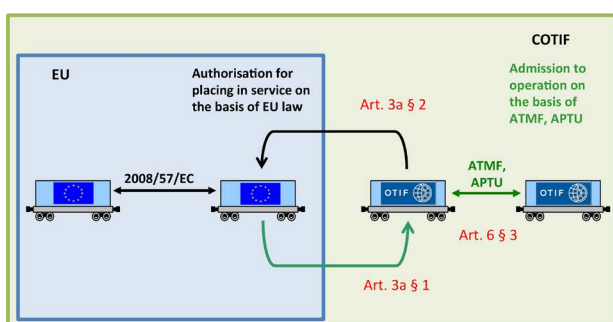 COTIF
EU
Authorisation for
placing in service on
the basis of EU law
Admission to
operation on
the basis of
ATMF, APTU
Art. 3a § 2
2008/57/EC
ATMF,
APTU
OTIF
OTIF
Art. 6 § 3
Art. 3a § 1